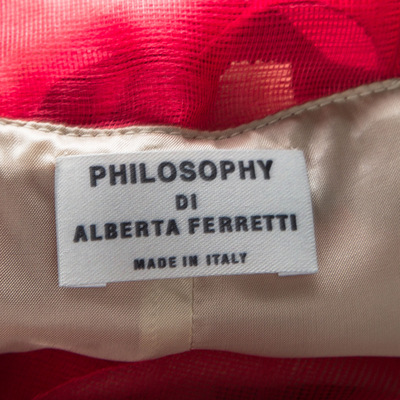 PHILOSOPHY
DI
ALBERTA FERRETTI
MADE IN ITALY